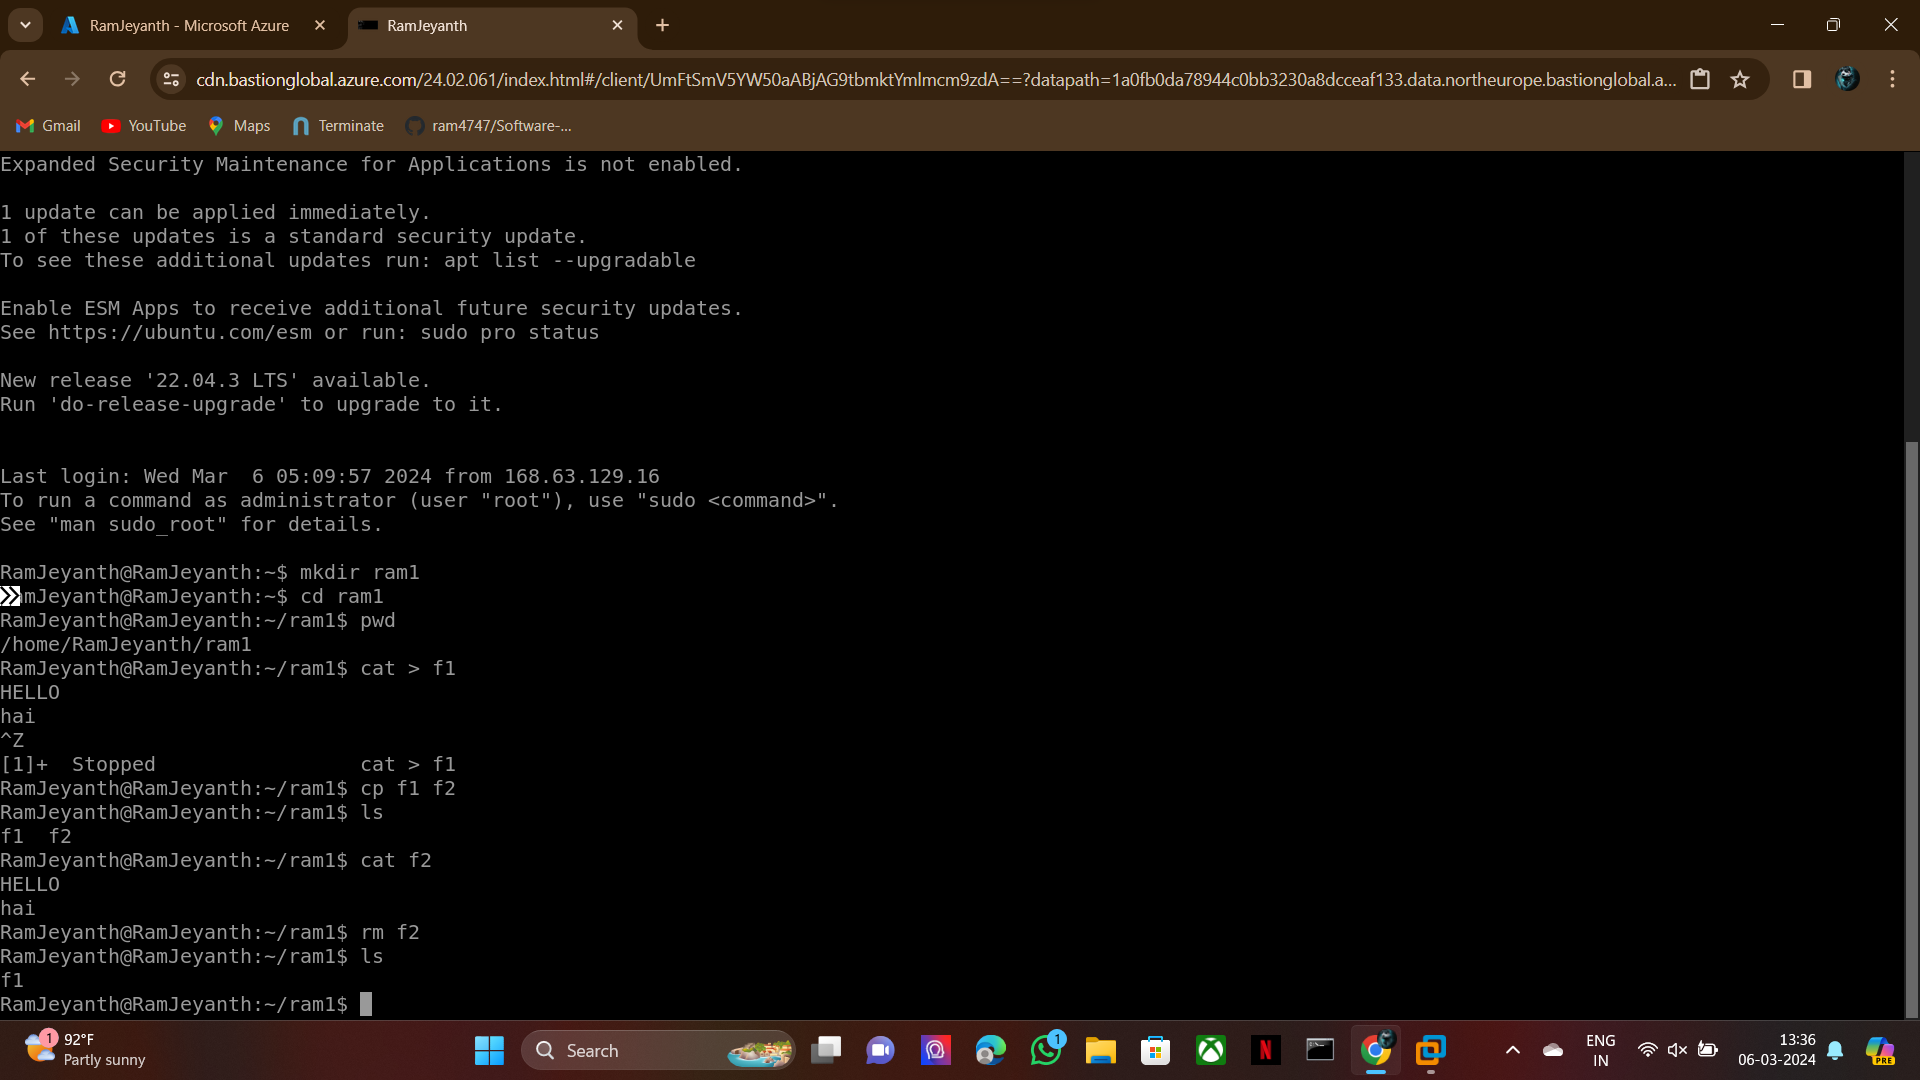 RamJeyanth - Microsoft Azure
RamJeyanth
cdn.bastionglobal.azure.com/24.02.061/index.html#/client/UmFtSmV5YW50aABjAG9tbmktYmlmcm9zdA==?datapath=1a0fb0da78944c0bb3230a8dcceaf133.data.northeurope.bastionglobal.a...
Gmail YouTube Maps Terminate ram4747/Software-...
Expanded Security Maintenance for Applications is not enabled.
1 update can be applied immediately.
1 of these updates is a standard security update.
To see these additional updates run: apt list --upgradable
Enable ESM Apps to receive additional future security updates.
See https://ubuntu.com/esm or run: sudo pro status
New release '22.04.3 LTS' available.
Run 'do-release-upgrade' to upgrade to it.
Last login: Wed Mar  6 05:09:57 2024 from 168.63.129.16
To run a command as administrator (user "root"), use "sudo <command>".
See "man sudo_root" for details.
RamJeyanth@RamJeyanth:~$ mkdir ram1
mJeyanth@RamJeyanth:~$ cd ram1
RamJeyanth@RamJeyanth:~/ram1$ pwd
/home/RamJeyanth/ram1
RamJeyanth@RamJeyanth:~/ram1$ cat > f1
HELLO
hai
^Z
[1]+  Stopped                 cat > f1
RamJeyanth@RamJeyanth:~/ram1$ cp f1 f2
RamJeyanth@RamJeyanth:~/ram1$ ls
f1  f2
RamJeyanth@RamJeyanth:~/ram1$ cat f2
HELLO
hai
RamJeyanth@RamJeyanth:~/ram1$ rm f2
RamJeyanth@RamJeyanth:~/ram1$ ls
f1
RamJeyanth@RamJeyanth:~/ram1$
1
92°F
Partly sunny
Search
1
N
ENG
IN
13:36
06-03-2024
PRE